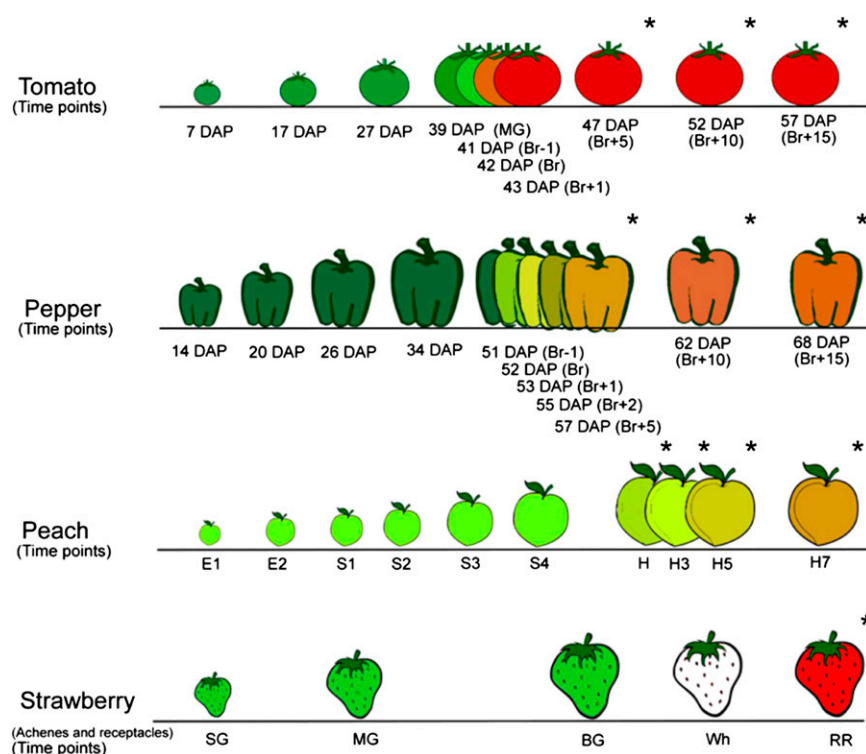 *
*
*
Tomato
(Time points)
7 DAP
17 DAP
27 DAP
39 DAP (MG)
41 DAP (Br-1)
42 DAP (Br)
43 DAP (Br+1)
47 DAP
(Br+5)
52 DAP
(Br+10)
57 DAP
(Br+15)
*
*
*
Pepper
(Time points)
14 DAP
20 DAP
26 DAP
34 DAP
51 DAP (Br-1)
52 DAP (Br)
53 DAP (Br+1)
55 DAP (Br+2)
57 DAP (Br+5)
62 DAP
(Br+10)
68 DAP
(Br+15)
*
*
*
*
Peach
(Time points)
E1
E2
S1
S2
S3
S4
H
H3
H5
H7
*
Strawberry
(Achenes and receptacles)
(Time points)
SG
MG
BG
Wh
RR